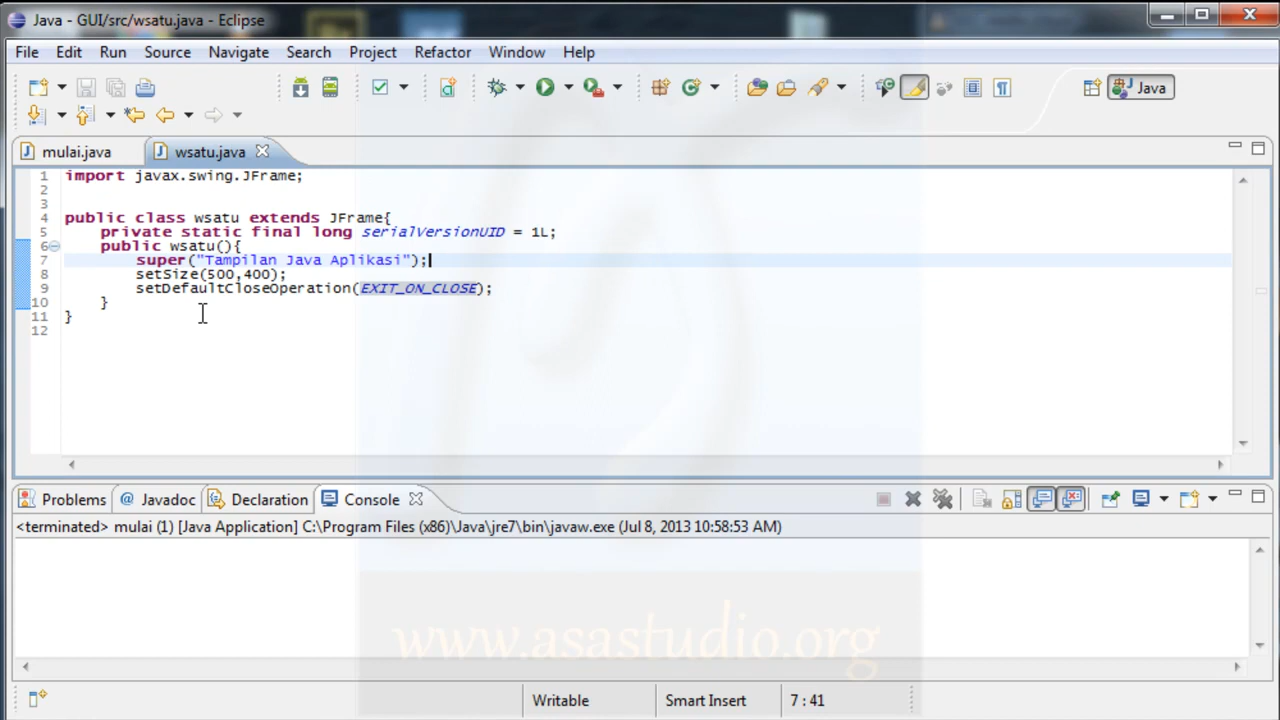 Java - GUI/src/wsatu.java - Eclipse
File Edit Run Source Navigate Search Project Refactor Window Help
Java
mulai.java wsatu.java
1 import javax.swing.JFrame;
2
3
4 public class wsatu extends JFrame{
5 private static final long serialVersionUID = 1L;
6 public wsatu(){
7 super("Tampilan Java Aplikasi");
8 setSize(500,400);
9 setDefaultCloseOperation(EXIT_ON_CLOSE);
10 }
11 }
12
Problems @ Javadoc Declaration Console
<terminated> mulai (1) [Java Application] C:\Program Files (x86)\Java\jre7\bin\javaw.exe (Jul 8, 2013 10:58:53 AM)
www.asastudio.org
Writable Smart Insert 7 : 41